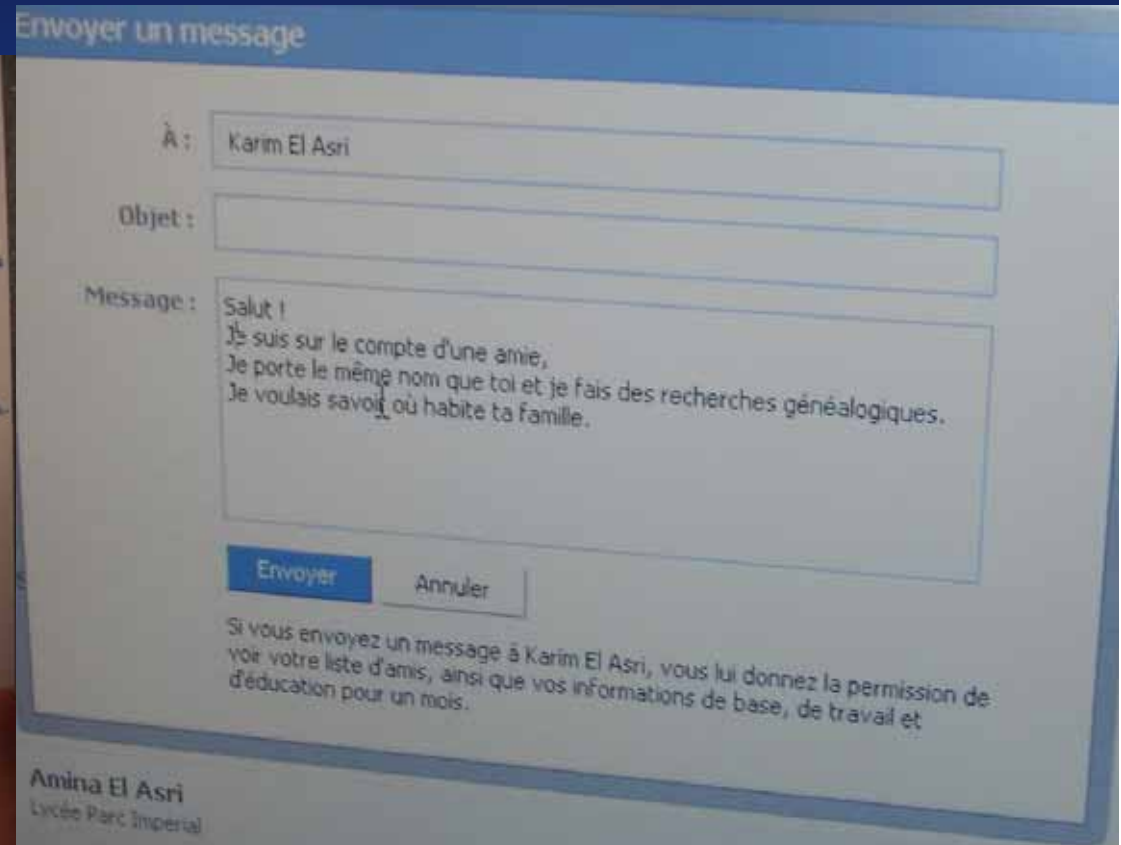 Envoyer un message
À : Karim El Asri
Objet :
Message : Salut !
Je suis sur le compte d'une amie,
Je porte le même nom que toi et je fais des recherches généalogiques.
Je voulais savoir où habite ta famille.
Envoyer Annuler
Si vous envoyez un message à Karim El Asri, vous lui donnez la permission de
voir votre liste d'amis, ainsi que vos informations de base, de travail et
d'éducation pour un mois.
Amina El Asri
Lycée Parc Imperial